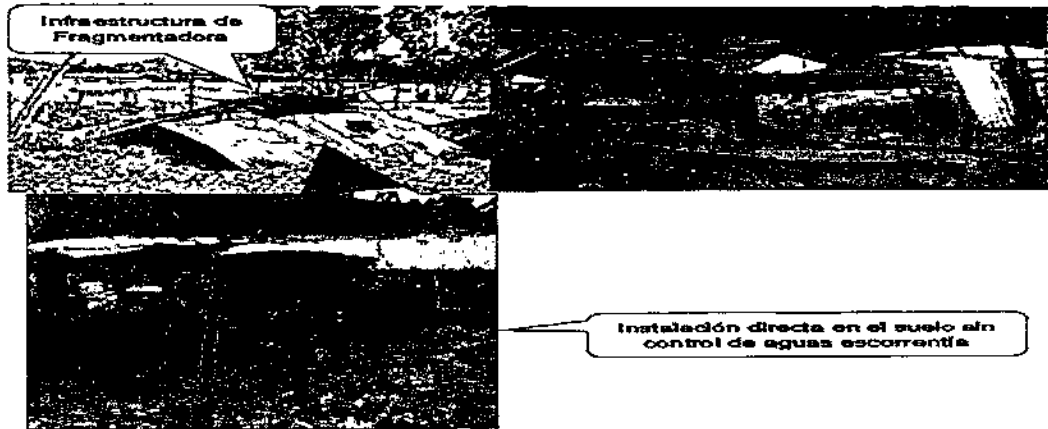 Infraestructura de
Fragmentadora
Instalación directa en el suelo sin
control de aguas escorrentía